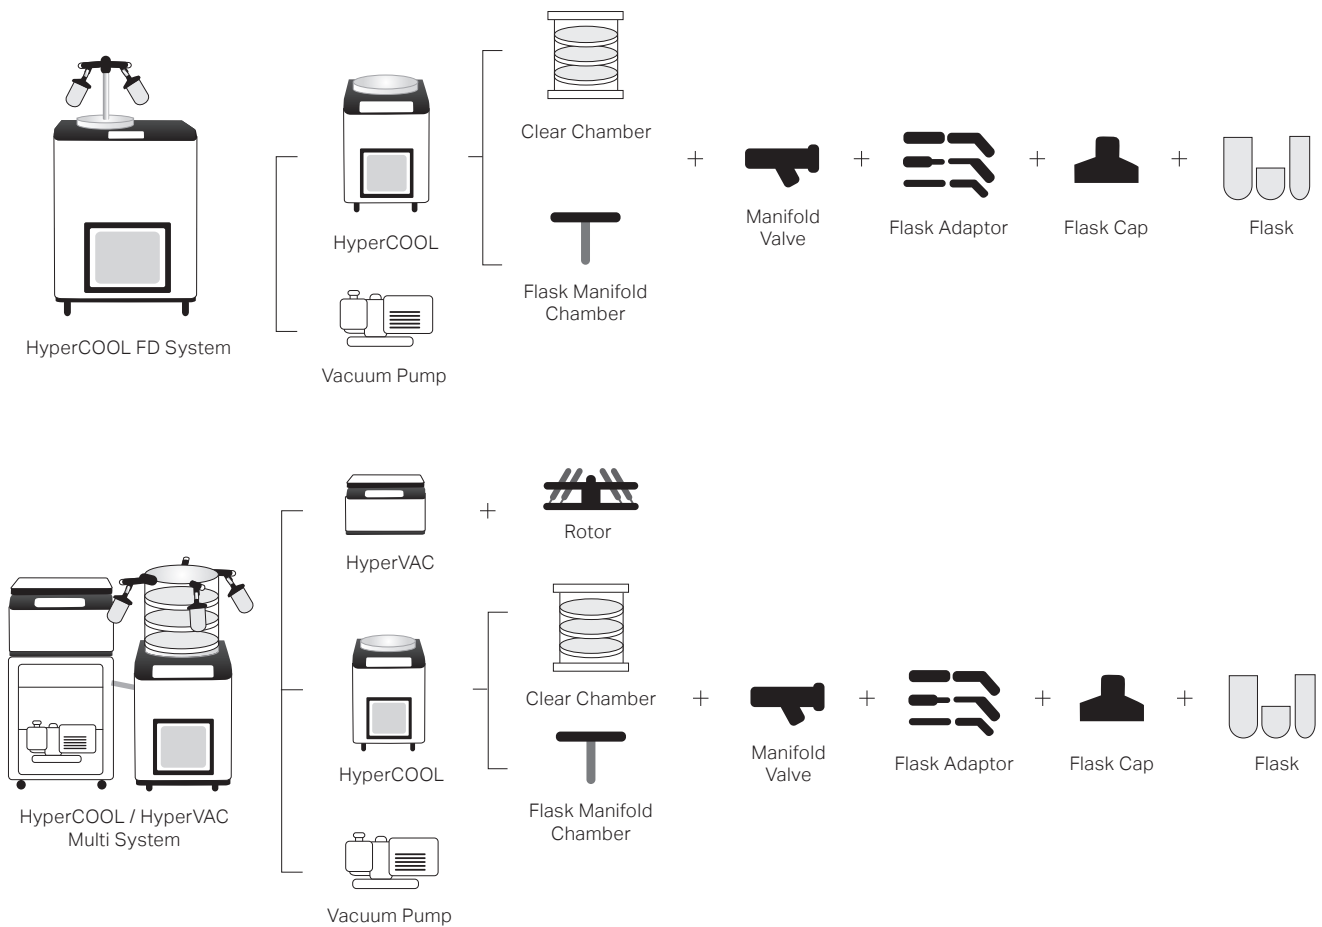 Clear Chamber
Manifold
Valve
Flask Adaptor
Flask Cap
Flask
HyperCOOL
Flask Manifold
Chamber
HyperCOOL FD System
Vacuum Pump
Rotor
HyperVAC
Clear Chamber
Manifold
Valve
Flask Adaptor
Flask Cap
Flask
HyperCOOL
Flask Manifold
Chamber
HyperCOOL / HyperVAC
Multi System
Vacuum Pump